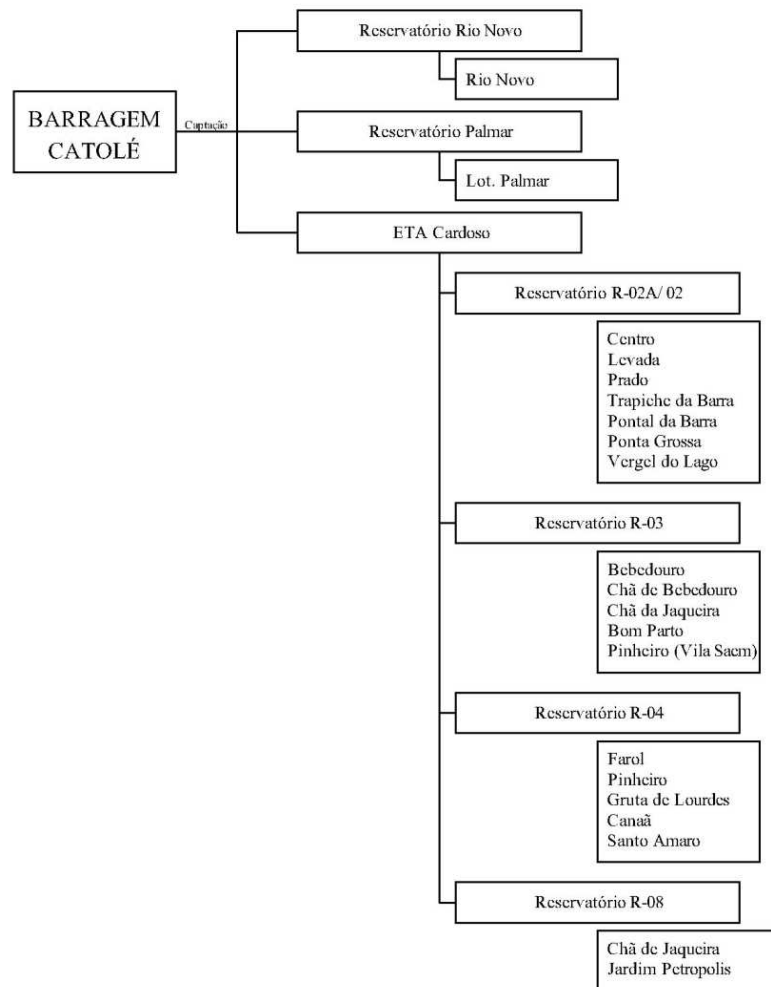 Reservatório Rio Novo
Rio Novo
BARRAGEM
CATOLÉ
Captação
Reservatório Palmar
Lot. Palmar
ETA Cardoso
Reservatório R-02A/ 02
Centro
Levada
Prado
Trapiche da Barra
Pontal da Barra
Ponta Grossa
Vergel do Lago
Reservatório R-03
Bebedouro
Chã de Bebedouro
Chã da Jaqueira
Bom Parto
Pinheiro (Vila Saem)
Reservatório R-04
Farol
Pinheiro
Gruta de Lourdes
Canaã
Santo Amaro
Reservatório R-08
Chã de Jaqueira
Jardim Petropolis